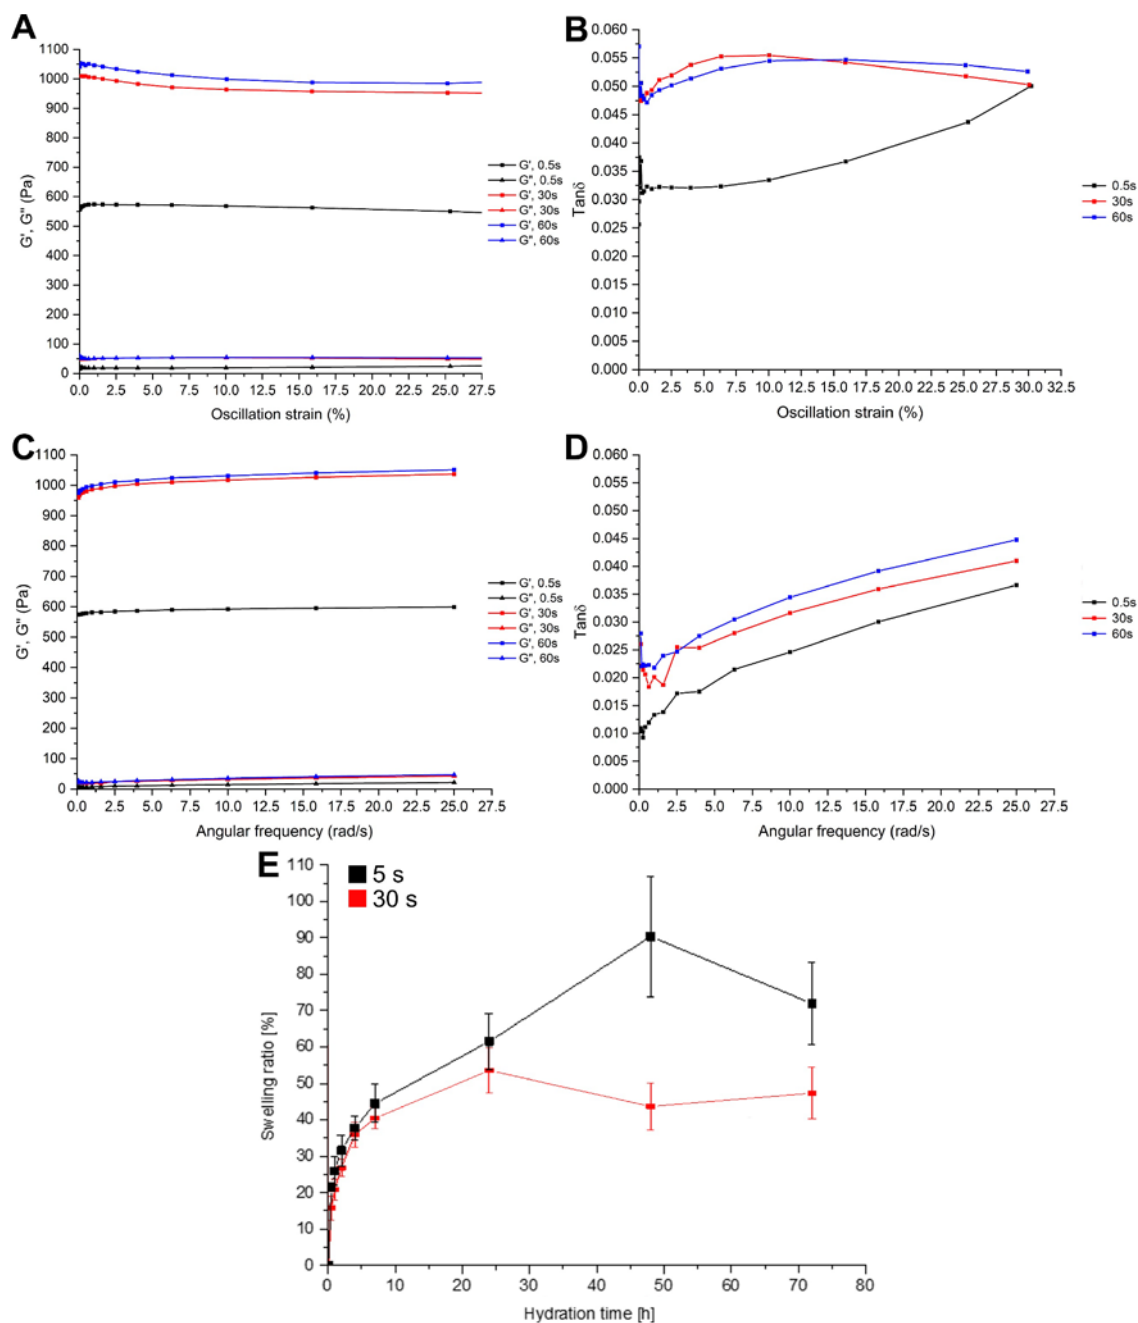 A
1100
1000
900
800
700
600
500
400
300
200
100
0
G', G'' (Pa)
0.0 2.5 5.0 7.5 10.0 12.5 15.0 17.5 20.0 22.5 25.0 27.5
Oscillation strain (%)
G', 0.5s
G'', 0.5s
G', 30s
G'', 30s
G', 60s
G'', 60s
B
0.060
0.055
0.050
0.045
0.040
0.035
0.030
0.025
0.020
0.015
0.010
0.005
0.000
Tanδ
0.0 2.5 5.0 7.5 10.0 12.5 15.0 17.5 20.0 22.5 25.0 27.5 30.0 32.5
Oscillation strain (%)
0.5s
30s
60s
C
1100
1000
900
800
700
600
500
400
300
200
100
0
G', G'' (Pa)
0.0 2.5 5.0 7.5 10.0 12.5 15.0 17.5 20.0 22.5 25.0 27.5
Angular frequency (rad/s)
G', 0.5s
G'', 0.5s
G', 30s
G'', 30s
G', 60s
G'', 60s
D
0.060
0.055
0.050
0.045
0.040
0.035
0.030
0.025
0.020
0.015
0.010
0.005
0.000
Tanδ
0.0 2.5 5.0 7.5 10.0 12.5 15.0 17.5 20.0 22.5 25.0 27.5
Angular frequency (rad/s)
0.5s
30s
60s
E
5 s
30 s
110
100
90
80
70
60
50
40
30
20
10
0
Swelling ratio [%]
0 10 20 30 40 50 60 70 80
Hydration time [h]